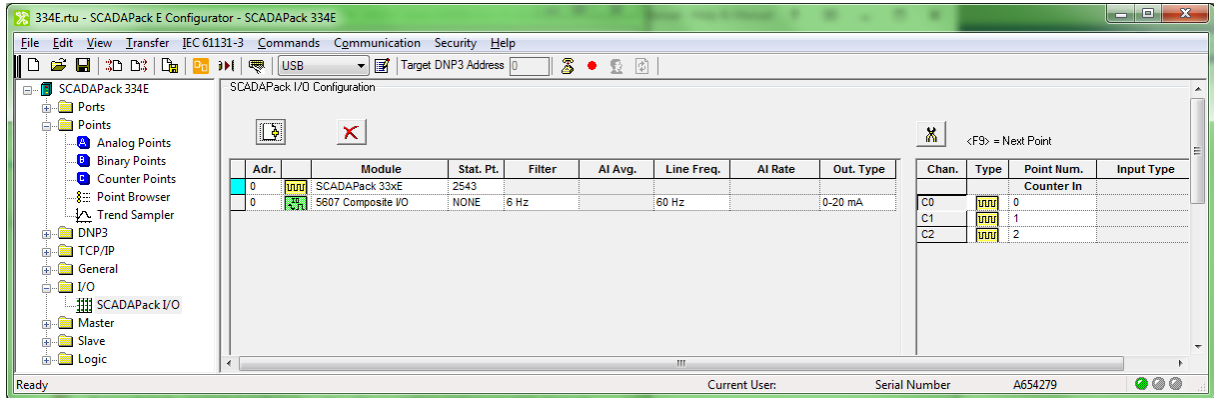 334E.rtu - SCADAPack E Configurator - SCADAPack 334E
File Edit View Transfer IEC 61131-3 Commands Communication Security Help
USB Target DNP3 Address 0
SCADAPack 334E
Ports
Points
A Analog Points
B Binary Points
C Counter Points
Point Browser
Trend Sampler
DNP3
TCP/IP
General
I/O
SCADAPack I/O
Master
Slave
Logic
SCADAPack I/O Configuration
<F9> = Next Point
Adr. Module Stat. Pt. Filter AI Avg. Line Freq. AI Rate Out. Type
0 SCADAPack 33xE 2543
0 5607 Composite I/O NONE 6 Hz 60 Hz 0-20 mA
Chan. Type Point Num. Input Type
Counter In
C0 0
C1 1
C2 2
Ready Current User: Serial Number A654279